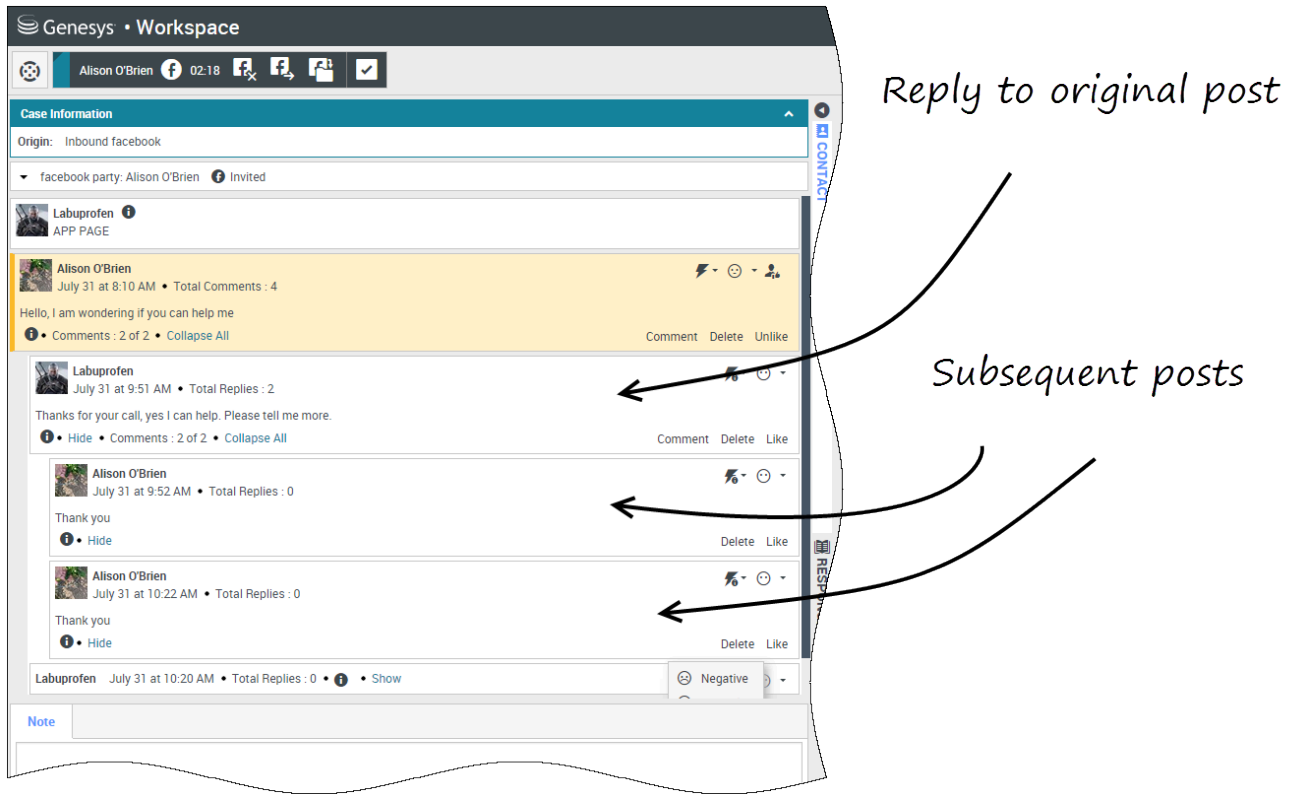 Genesys • Workspace
Alison O'Brien 02:18
Case Information
Origin: Inbound facebook
facebook party: Alison O'Brien Invited
CONTACT
Labuprofen
APP PAGE
Alison O'Brien
July 31 at 8:10 AM • Total Comments : 4
Hello, I am wondering if you can help me
• Comments : 2 of 2 • Collapse All Comment Delete Unlike
Labuprofen
July 31 at 9:51 AM • Total Replies : 2
Thanks for your call, yes I can help. Please tell me more.
• Hide • Comments : 2 of 2 • Collapse All Comment Delete Like
Alison O'Brien
July 31 at 9:52 AM • Total Replies : 0
Thank you
• Hide Delete Like
Alison O'Brien
July 31 at 10:22 AM • Total Replies : 0
Thank you
• Hide Delete Like
Labuprofen July 31 at 10:20 AM • Total Replies : 0 • • Show
Negative
Note
Reply to original post
Subsequent posts